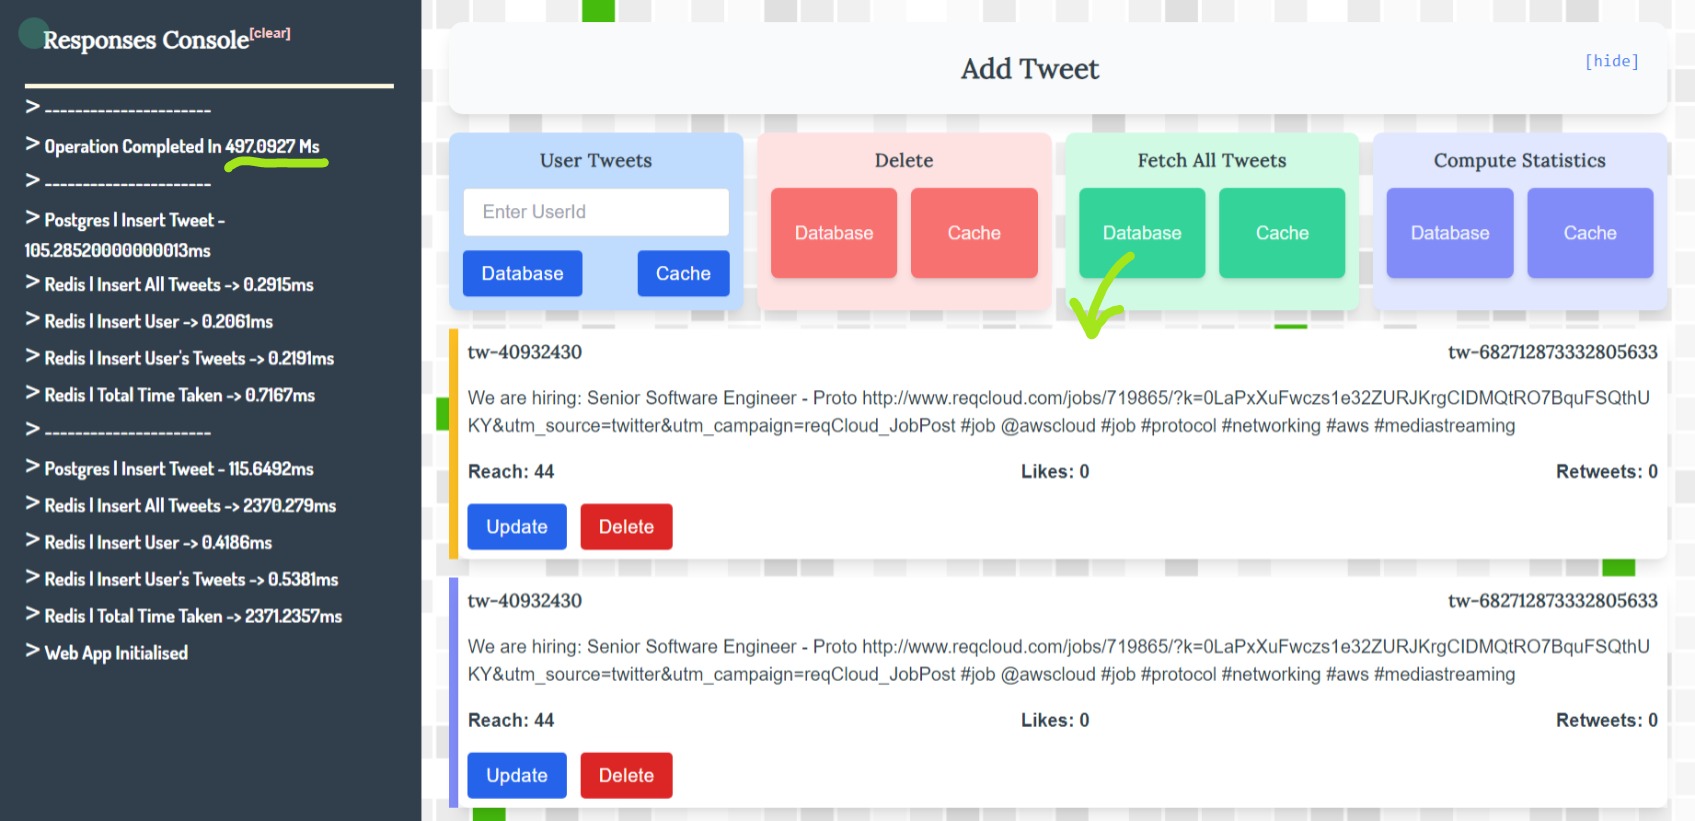 Responses Console[clear]
> ----------------------
> Operation Completed In 497.0927 Ms
> ----------------------
> Postgres | Insert Tweet -
105.28520000000013ms
> Redis | Insert All Tweets -> 0.2915ms
> Redis | Insert User -> 0.2061ms
> Redis | Insert User's Tweets -> 0.2191ms
> Redis | Total Time Taken -> 0.7167ms
> ----------------------
> Postgres | Insert Tweet - 115.6492ms
> Redis | Insert All Tweets -> 2370.279ms
> Redis | Insert User -> 0.4186ms
> Redis | Insert User's Tweets -> 0.5381ms
> Redis | Total Time Taken -> 2371.2357ms
> Web App Initialised
Add Tweet
[hide]
User Tweets
Enter UserId
Database Cache
Delete
Database Cache
Fetch All Tweets
Database Cache
Compute Statistics
Database Cache
tw-40932430 tw-682712873332805633
We are hiring: Senior Software Engineer - Proto http://www.reqcloud.com/jobs/719865/?k=0LaPxXuFwczs1e32ZURJKrgCIDMQtRO7BquFSQthU
KY&utm_source=twitter&utm_campaign=reqCloud_JobPost #job @awscloud #job #protocol #networking #aws #mediastreaming
Reach: 44 Likes: 0 Retweets: 0
Update Delete
tw-40932430 tw-682712873332805633
We are hiring: Senior Software Engineer - Proto http://www.reqcloud.com/jobs/719865/?k=0LaPxXuFwczs1e32ZURJKrgCIDMQtRO7BquFSQthU
KY&utm_source=twitter&utm_campaign=reqCloud_JobPost #job @awscloud #job #protocol #networking #aws #mediastreaming
Reach: 44 Likes: 0 Retweets: 0
Update Delete